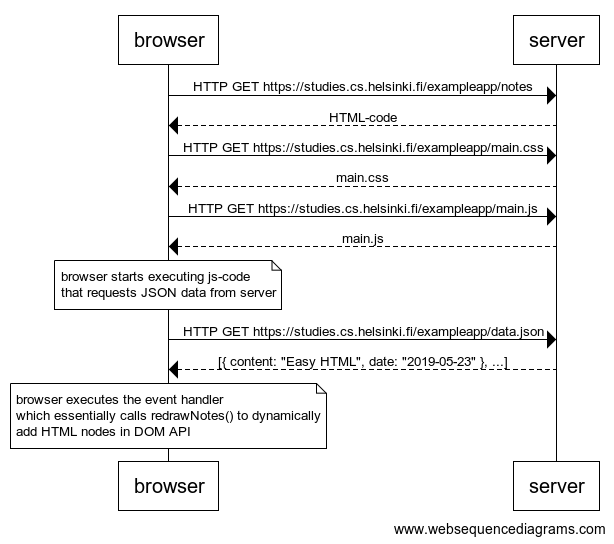 browser
server
HTTP GET https://studies.cs.helsinki.fi/exampleapp/notes
HTML-code
HTTP GET https://studies.cs.helsinki.fi/exampleapp/main.css
main.css
HTTP GET https://studies.cs.helsinki.fi/exampleapp/main.js
main.js
browser starts executing js-code
that requests JSON data from server
HTTP GET https://studies.cs.helsinki.fi/exampleapp/data.json
[{ content: "Easy HTML", date: "2019-05-23" }, ...]
browser executes the event handler
which essentially calls redrawNotes() to dynamically
add HTML nodes in DOM API
browser
server
www.websequencediagrams.com